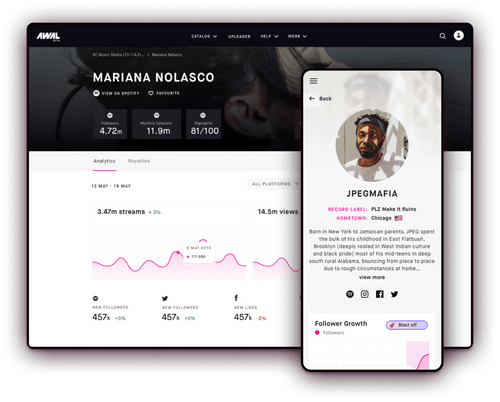 AWAL
BETA
CATALOG
UPLOADER
HELP
MORE
Mariana Nolasco
MARIANA NOLASCO
VIEW ON SPOTIFY
FAVOURITE
Followers
4.72m
Monthly listeners
11.9m
Popularity
81/100
Analytics
Royalties
13 MAY - 19 MAY
ALL PLATFORMS
3.47m streams
3%
14.5m views
6 MAY 2019
111,986
NEW FOLLOWERS
457k +3%
NEW FOLLOWERS
457k +3%
NEW LIKES
457k -2%
Back
JPEGMAFIA
RECORD LABEL: PLZ Make It Ruins
HOMETOWN: Chicago
Born in New York to Jamaican parents, JPEG spent
the bulk of his childhood in East Flatbush,
Brooklyn (deeply rooted in West Indian culture
and black pride) most of his mid-teens in deep
south rural Alabama, bouncing from place to place
due to rough circumstances at home...
view more
Follower Growth
Blast off!
Followers